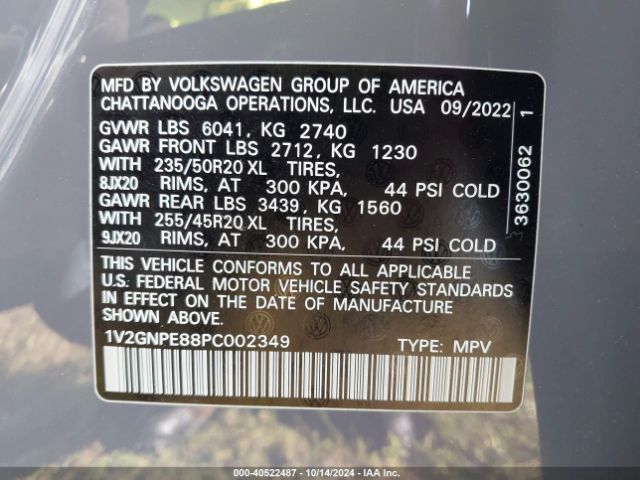 MFD BY VOLKSWAGEN GROUP OF AMERICA
CHATTANOOGA OPERATIONS, LLC. USA 09/2022
GVWR LBS 6041, KG 2740
GAWR FRONT LBS 2712, KG 1230
WITH 235/50R20 XL TIRES,
8JX20 RIMS, AT 300 KPA, 44 PSI COLD
GAWR REAR LBS 3439, KG 1560
WITH 255/45R20 XL TIRES,
9JX20 RIMS, AT 300 KPA, 44 PSI COLD
THIS VEHICLE CONFORMS TO ALL APPLICABLE
U.S. FEDERAL MOTOR VEHICLE SAFETY STANDARDS
IN EFFECT ON THE DATE OF MANUFACTURE
SHOWN ABOVE.
1V2GNPE88PC002349 TYPE: MPV
3630062 1
000-40522487 - 10/14/2024 - IAA Inc.